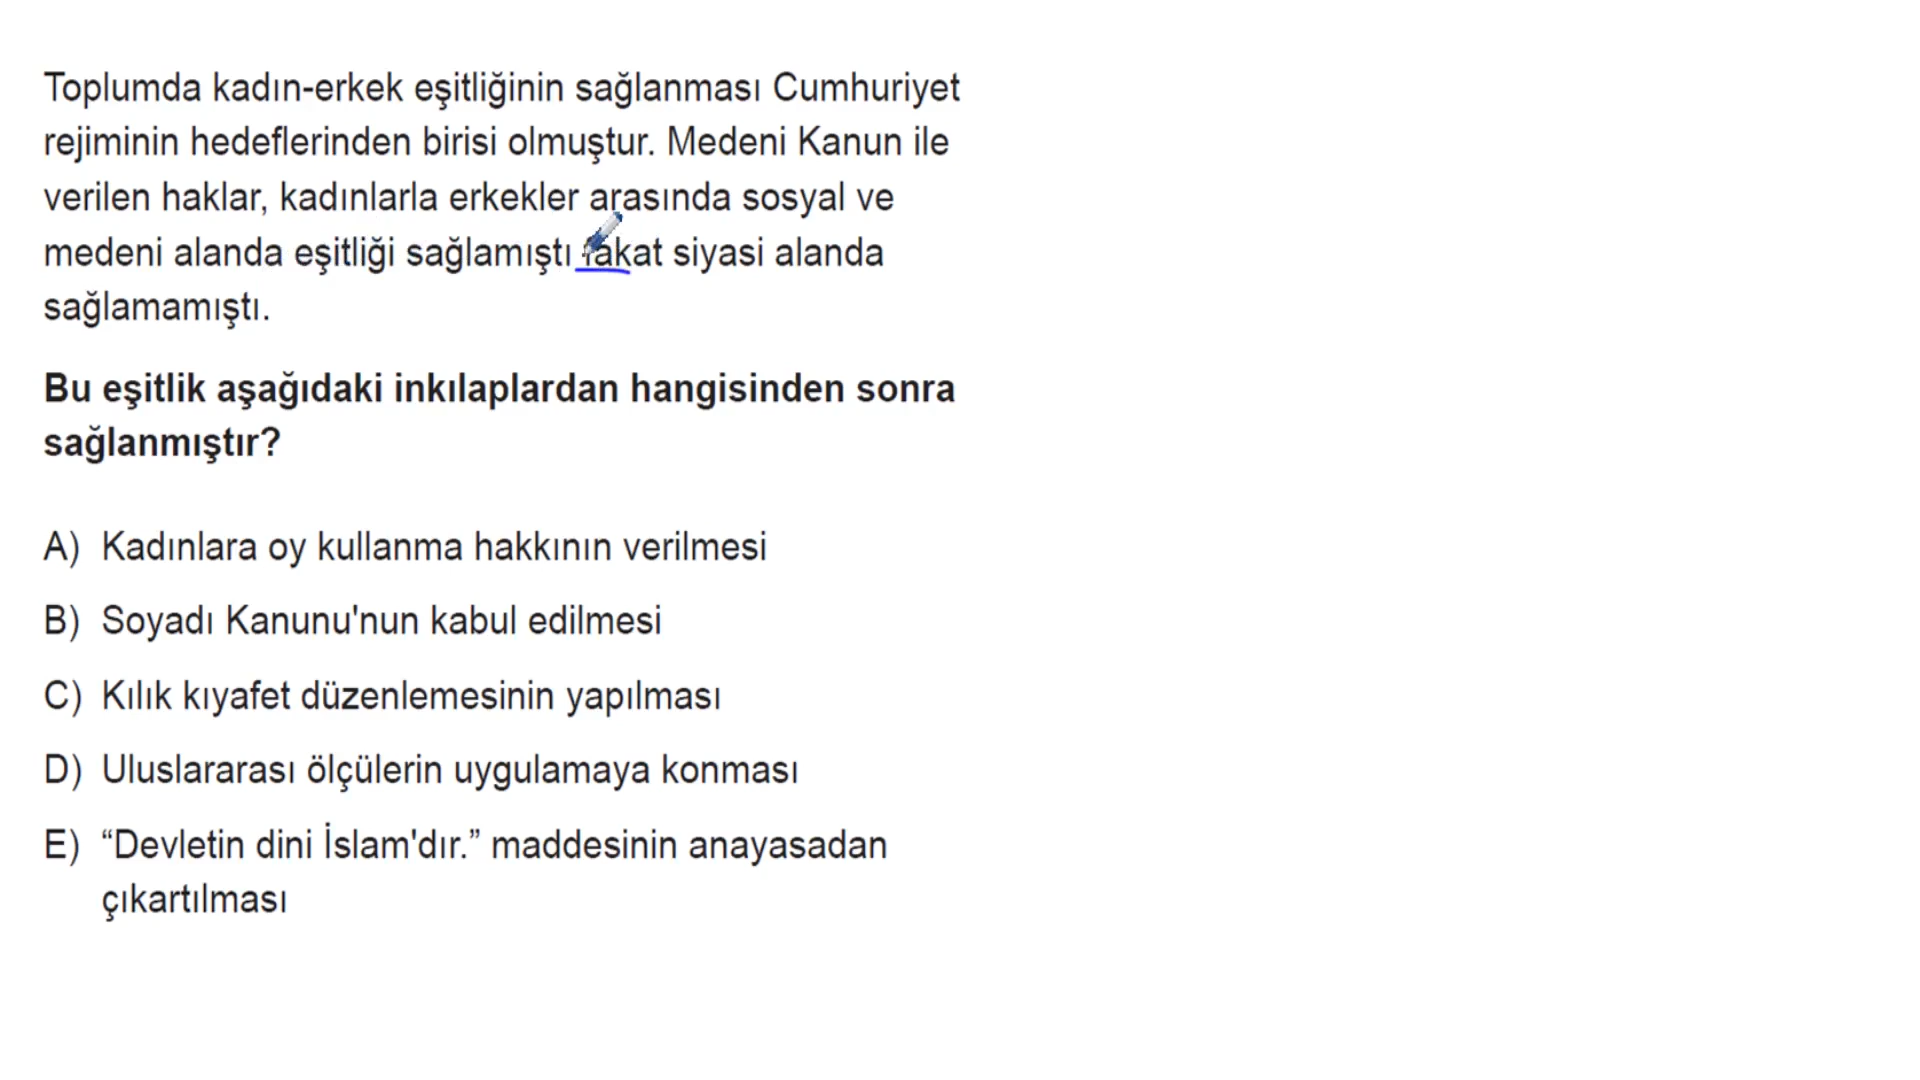 Toplumda kadın-erkek eşitliğinin sağlanması Cumhuriyet
rejiminin hedeflerinden birisi olmuştur. Medeni Kanun ile
verilen haklar, kadınlarla erkekler arasında sosyal ve
medeni alanda eşitliği sağlamıştı fakat siyasi alanda
sağlamamıştı.
Bu eşitlik aşağıdaki inkılaplardan hangisinden sonra
sağlanmıştır?
A) Kadınlara oy kullanma hakkının verilmesi
B) Soyadı Kanunu'nun kabul edilmesi
C) Kılık kıyafet düzenlemesinin yapılması
D) Uluslararası ölçülerin uygulamaya konması
E) “Devletin dini İslam'dır.” maddesinin anayasadan
çıkartılması